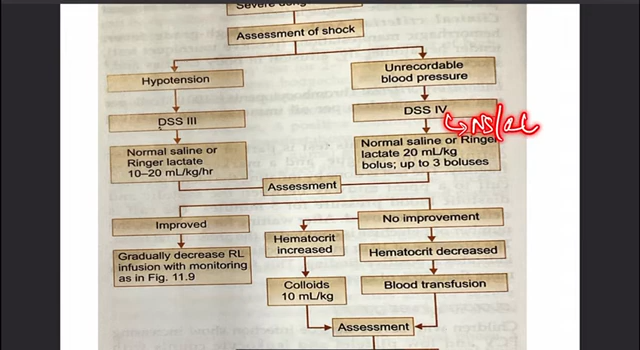 Assessment of shock
Hypotension
Unrecordable
blood pressure
DSS III
DSS IV
NS/RL
Normal saline or
Ringer lactate
10–20 mL/kg/hr
Normal saline or Ringer
lactate 20 mL/kg
bolus; up to 3 boluses
Assessment
Improved
No improvement
Gradually decrease RL
infusion with monitoring
as in Fig. 11.9
Hematocrit
increased
Hematocrit decreased
Colloids
10 mL/kg
Blood transfusion
Assessment